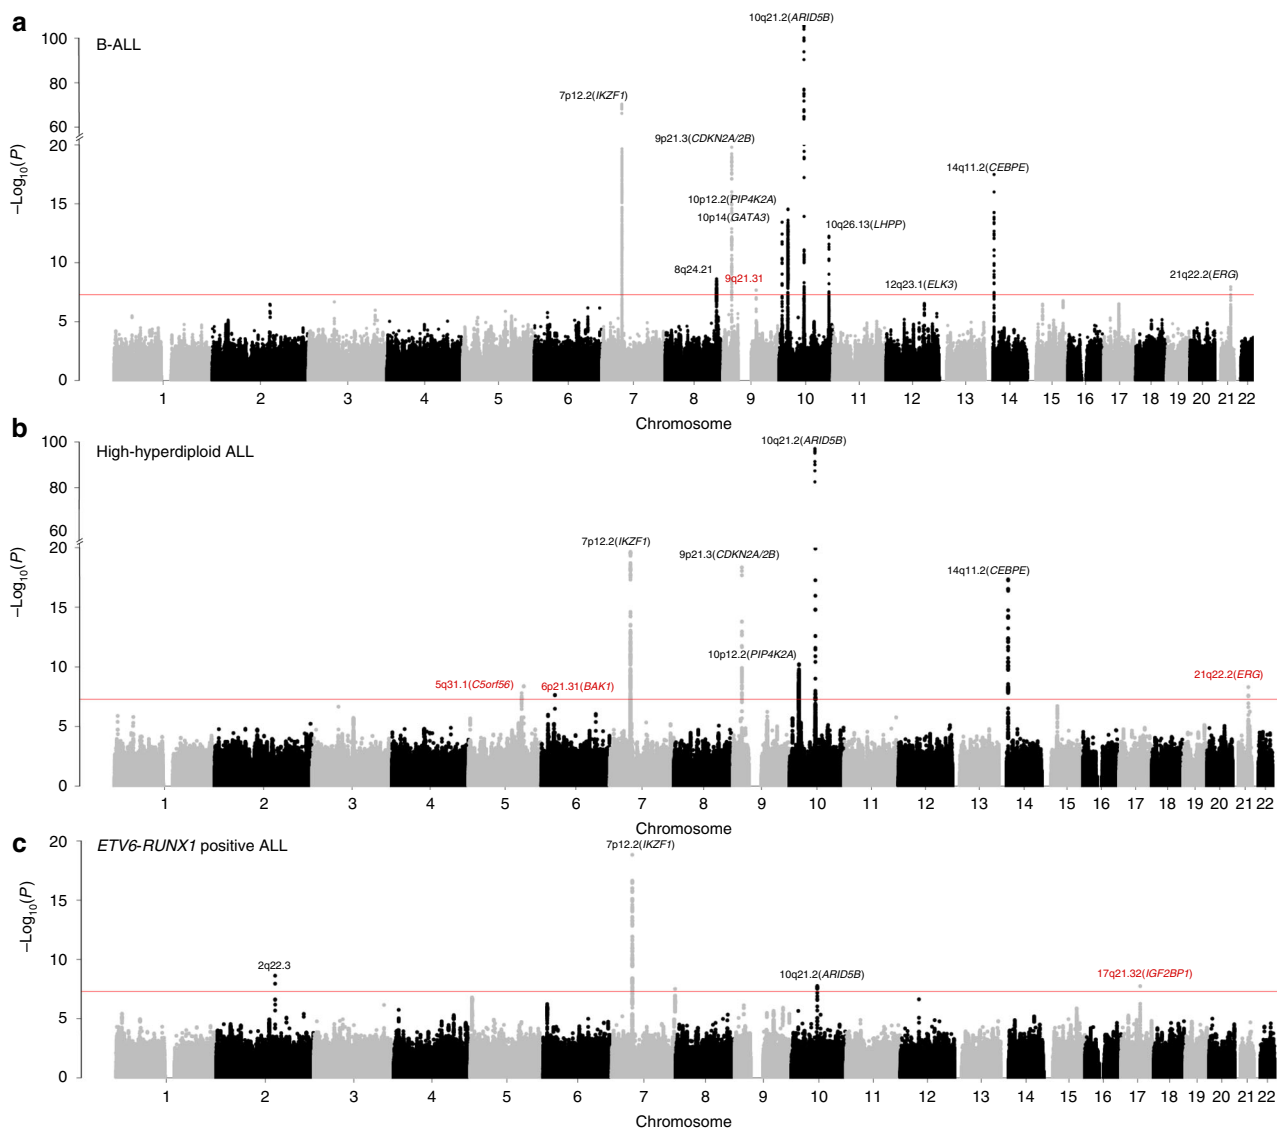 a
B-ALL
10q21.2(ARID5B)
100
80
7p12.2(IKZF1)
60
20
9p21.3(CDKN2A/2B)
14q11.2(CEBPE)
−Log10(P)
15
10p12.2(PIP4K2A)
10p14(GATA3)
10q26.13(LHPP)
10
8q24.21
9q21.31
12q23.1(ELK3)
21q22.2(ERG)
5
0
1 2 3 4 5 6 7 8 9 10 11 12 13 14 15 16 17 18 19 20 21 22
Chromosome
b
High-hyperdiploid ALL
10q21.2(ARID5B)
100
80
60
20
7p12.2(IKZF1)
9p21.3(CDKN2A/2B)
14q11.2(CEBPE)
−Log10(P)
15
10
10p12.2(PIP4K2A)
5q31.1(C5orf56)
6p21.31(BAK1)
21q22.2(ERG)
5
0
1 2 3 4 5 6 7 8 9 10 11 12 13 14 15 16 17 18 19 20 21 22
Chromosome
c
ETV6-RUNX1 positive ALL
7p12.2(IKZF1)
20
−Log10(P)
15
10
2q22.3
10q21.2(ARID5B)
17q21.32(IGF2BP1)
5
0
1 2 3 4 5 6 7 8 9 10 11 12 13 14 15 16 17 18 19 20 21 22
Chromosome